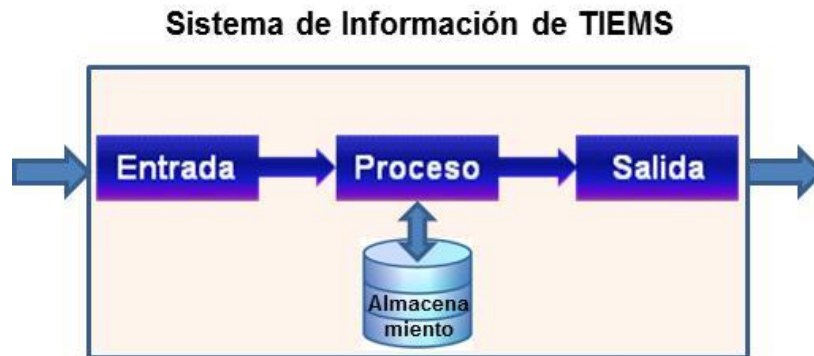 Sistema de Información de TIEMS
Entrada
Proceso
Salida
Almacena
miento